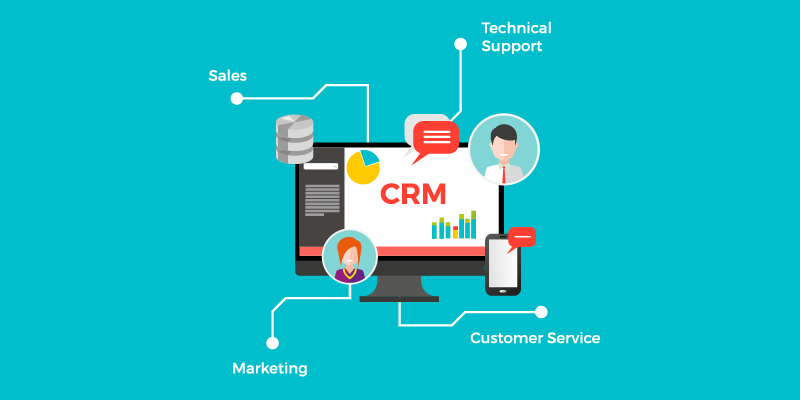 Technical
Support
Sales
CRM
Customer Service
Marketing